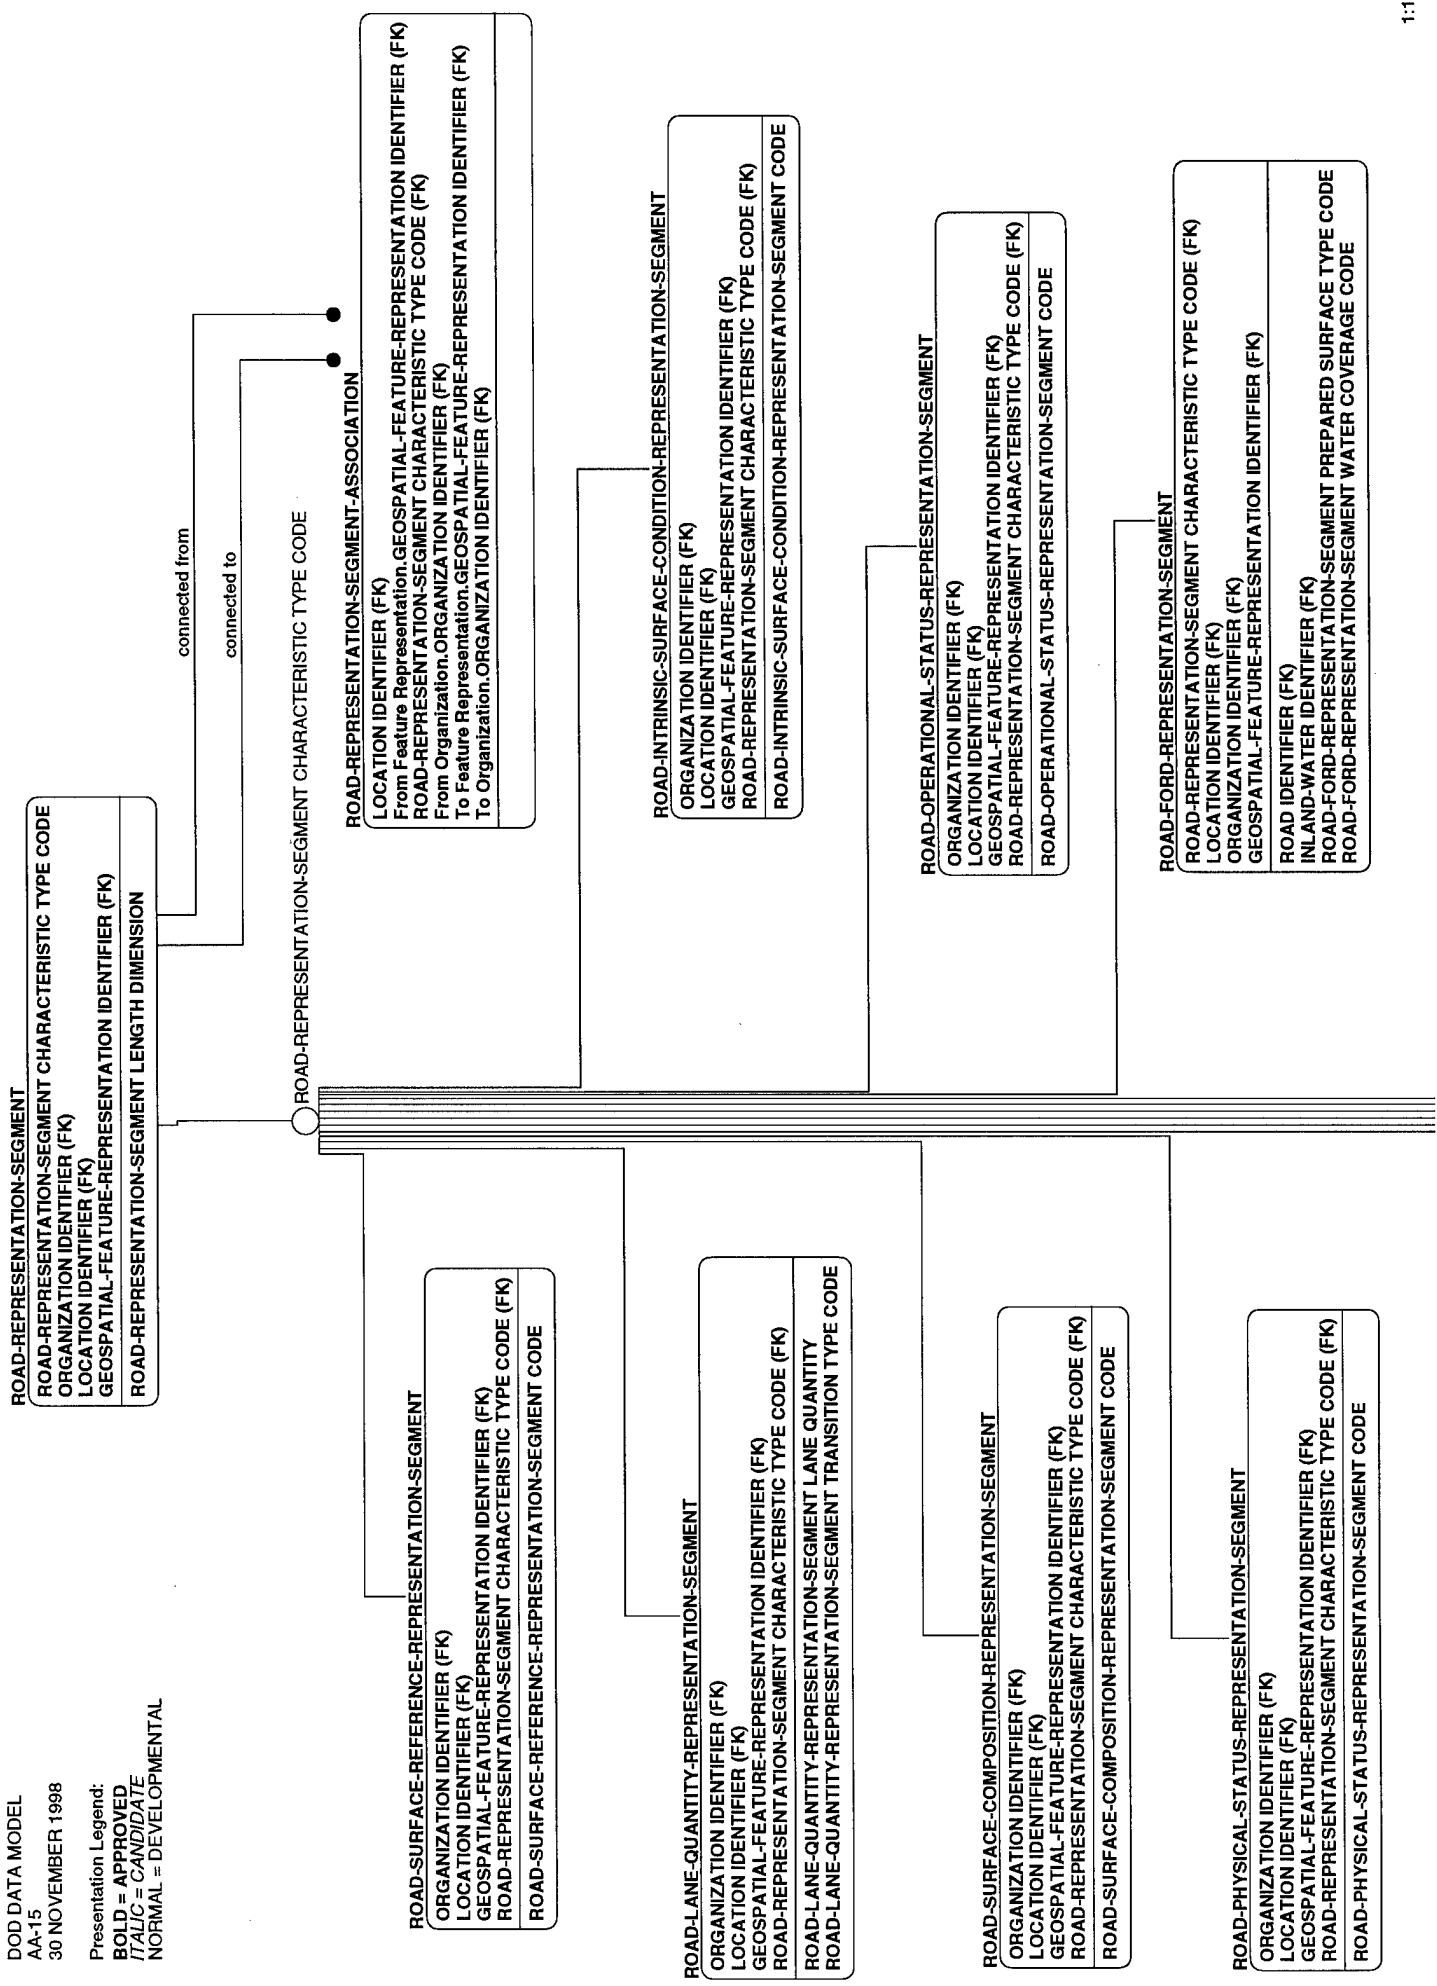 DOD DATA MODEL
AA-15
30 NOVEMBER 1998
Presentation Legend:
BOLD = APPROVED
ITALIC = CANDIDATE
NORMAL = DEVELOPMENTAL
ROAD-REPRESENTATION-SEGMENT
ROAD-REPRESENTATION-SEGMENT CHARACTERISTIC TYPE CODE
ORGANIZATION IDENTIFIER (FK)
LOCATION IDENTIFIER (FK)
GEOSPATIAL-FEATURE-REPRESENTATION IDENTIFIER (FK)
ROAD-REPRESENTATION-SEGMENT LENGTH DIMENSION
connected from
connected to
ROAD-REPRESENTATION-SEGMENT CHARACTERISTIC TYPE CODE
ROAD-REPRESENTATION-SEGMENT-ASSOCIATION
LOCATION IDENTIFIER (FK)
From Feature Representation.GEOSPATIAL-FEATURE-REPRESENTATION IDENTIFIER (FK)
ROAD-REPRESENTATION-SEGMENT CHARACTERISTIC TYPE CODE (FK)
From Organization.ORGANIZATION IDENTIFIER (FK)
To Feature Representation.GEOSPATIAL-FEATURE-REPRESENTATION IDENTIFIER (FK)
To Organization.ORGANIZATION IDENTIFIER (FK)
ROAD-SURFACE-REFERENCE-REPRESENTATION-SEGMENT
ORGANIZATION IDENTIFIER (FK)
LOCATION IDENTIFIER (FK)
GEOSPATIAL-FEATURE-REPRESENTATION IDENTIFIER (FK)
ROAD-REPRESENTATION-SEGMENT CHARACTERISTIC TYPE CODE (FK)
ROAD-SURFACE-REFERENCE-REPRESENTATION-SEGMENT CODE
ROAD-INTRINSIC-SURFACE-CONDITION-REPRESENTATION-SEGMENT
ORGANIZATION IDENTIFIER (FK)
LOCATION IDENTIFIER (FK)
GEOSPATIAL-FEATURE-REPRESENTATION IDENTIFIER (FK)
ROAD-REPRESENTATION-SEGMENT CHARACTERISTIC TYPE CODE (FK)
ROAD-INTRINSIC-SURFACE-CONDITION-REPRESENTATION-SEGMENT CODE
ROAD-LANE-QUANTITY-REPRESENTATION-SEGMENT
ORGANIZATION IDENTIFIER (FK)
LOCATION IDENTIFIER (FK)
GEOSPATIAL-FEATURE-REPRESENTATION IDENTIFIER (FK)
ROAD-REPRESENTATION-SEGMENT CHARACTERISTIC TYPE CODE (FK)
ROAD-LANE-QUANTITY-REPRESENTATION-SEGMENT LANE QUANTITY
ROAD-LANE-QUANTITY-REPRESENTATION-SEGMENT TRANSITION TYPE CODE
ROAD-OPERATIONAL-STATUS-REPRESENTATION-SEGMENT
ORGANIZATION IDENTIFIER (FK)
LOCATION IDENTIFIER (FK)
GEOSPATIAL-FEATURE-REPRESENTATION IDENTIFIER (FK)
ROAD-REPRESENTATION-SEGMENT CHARACTERISTIC TYPE CODE (FK)
ROAD-OPERATIONAL-STATUS-REPRESENTATION-SEGMENT CODE
ROAD-SURFACE-COMPOSITION-REPRESENTATION-SEGMENT
ORGANIZATION IDENTIFIER (FK)
LOCATION IDENTIFIER (FK)
GEOSPATIAL-FEATURE-REPRESENTATION IDENTIFIER (FK)
ROAD-REPRESENTATION-SEGMENT CHARACTERISTIC TYPE CODE (FK)
ROAD-SURFACE-COMPOSITION-REPRESENTATION-SEGMENT CODE
ROAD-FORD-REPRESENTATION-SEGMENT
ROAD-REPRESENTATION-SEGMENT CHARACTERISTIC TYPE CODE (FK)
LOCATION IDENTIFIER (FK)
ORGANIZATION IDENTIFIER (FK)
GEOSPATIAL-FEATURE-REPRESENTATION IDENTIFIER (FK)
ROAD IDENTIFIER (FK)
INLAND-WATER IDENTIFIER (FK)
ROAD-FORD-REPRESENTATION-SEGMENT PREPARED SURFACE TYPE CODE
ROAD-FORD-REPRESENTATION-SEGMENT WATER COVERAGE CODE
ROAD-PHYSICAL-STATUS-REPRESENTATION-SEGMENT
ORGANIZATION IDENTIFIER (FK)
LOCATION IDENTIFIER (FK)
GEOSPATIAL-FEATURE-REPRESENTATION IDENTIFIER (FK)
ROAD-REPRESENTATION-SEGMENT CHARACTERISTIC TYPE CODE (FK)
ROAD-PHYSICAL-STATUS-REPRESENTATION-SEGMENT CODE
1:1